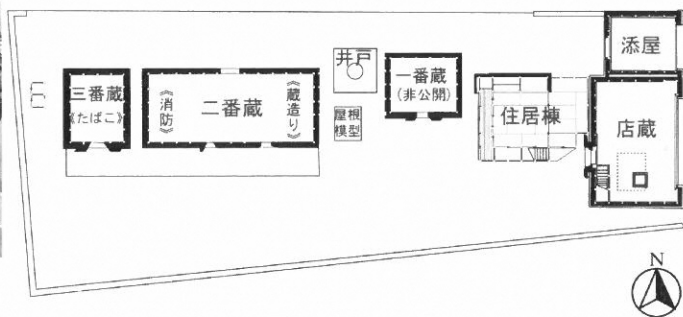 添屋
井戸
一番蔵
(非公開)
三番蔵
《たばこ》
《消防》
二番蔵
《蔵造り》
屋根
模型
住居棟
店蔵
N